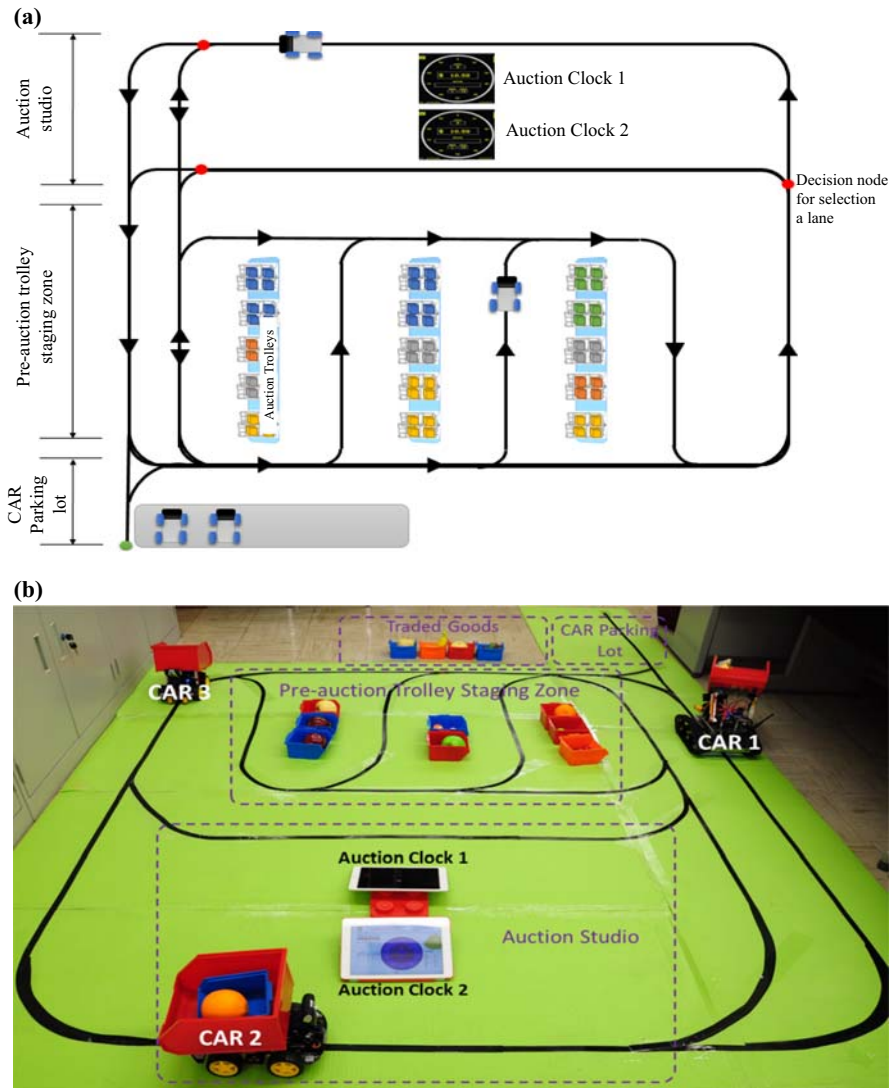 (a)
Auction
studio
Auction Clock 1
Auction Clock 2
Decision node
for selection
a lane
Pre-auction trolley
staging zone
Auction Trolleys
CAR
Parking
lot
(b)
Traded Goods
CAR Parking
Lot
CAR 3
Pre-auction Trolley Staging Zone
CAR 1
Auction Clock 1
Auction Studio
Auction Clock 2
CAR 2